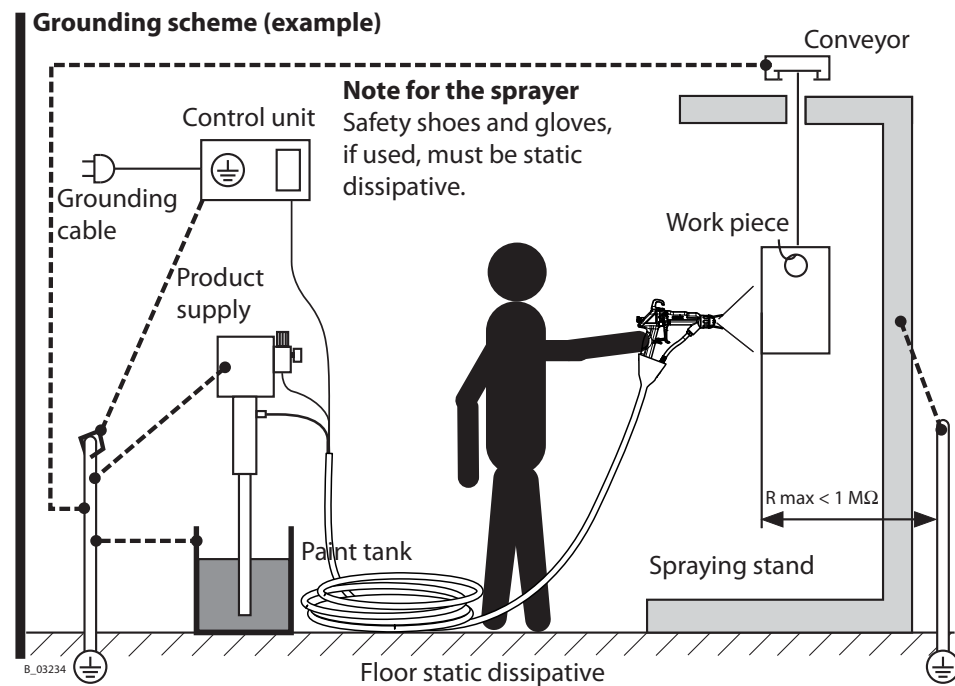 Grounding scheme (example)
Conveyor
Note for the sprayer
Safety shoes and gloves,
if used, must be static
dissipative.
Control unit
Grounding
cable
Work piece
Product
supply
R max < 1 MΩ
Paint tank
Spraying stand
B_03234
Floor static dissipative